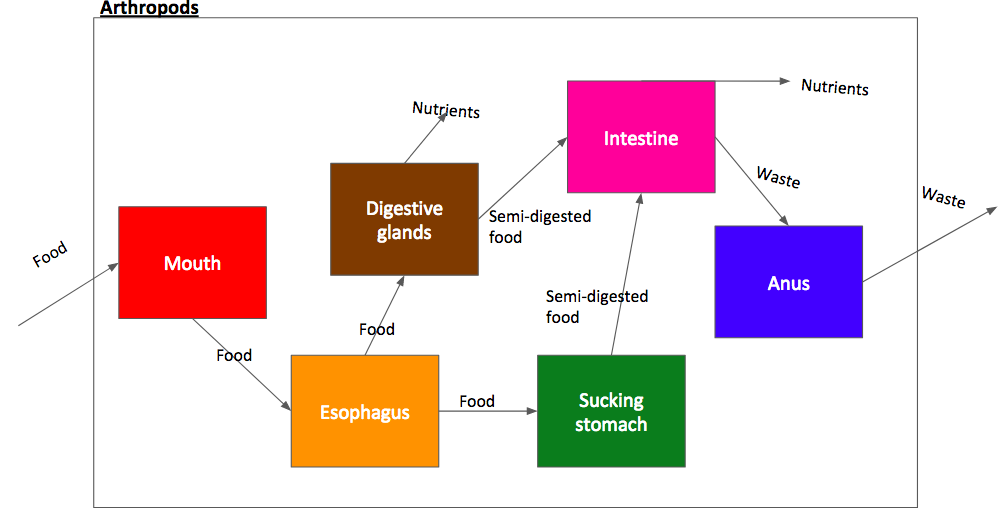 Arthropods
Food
Mouth
Food
Esophagus
Food
Digestive
glands
Nutrients
Food
Sucking
stomach
Semi-digested
food
Semi-digested
food
Intestine
Nutrients
Waste
Anus
Waste